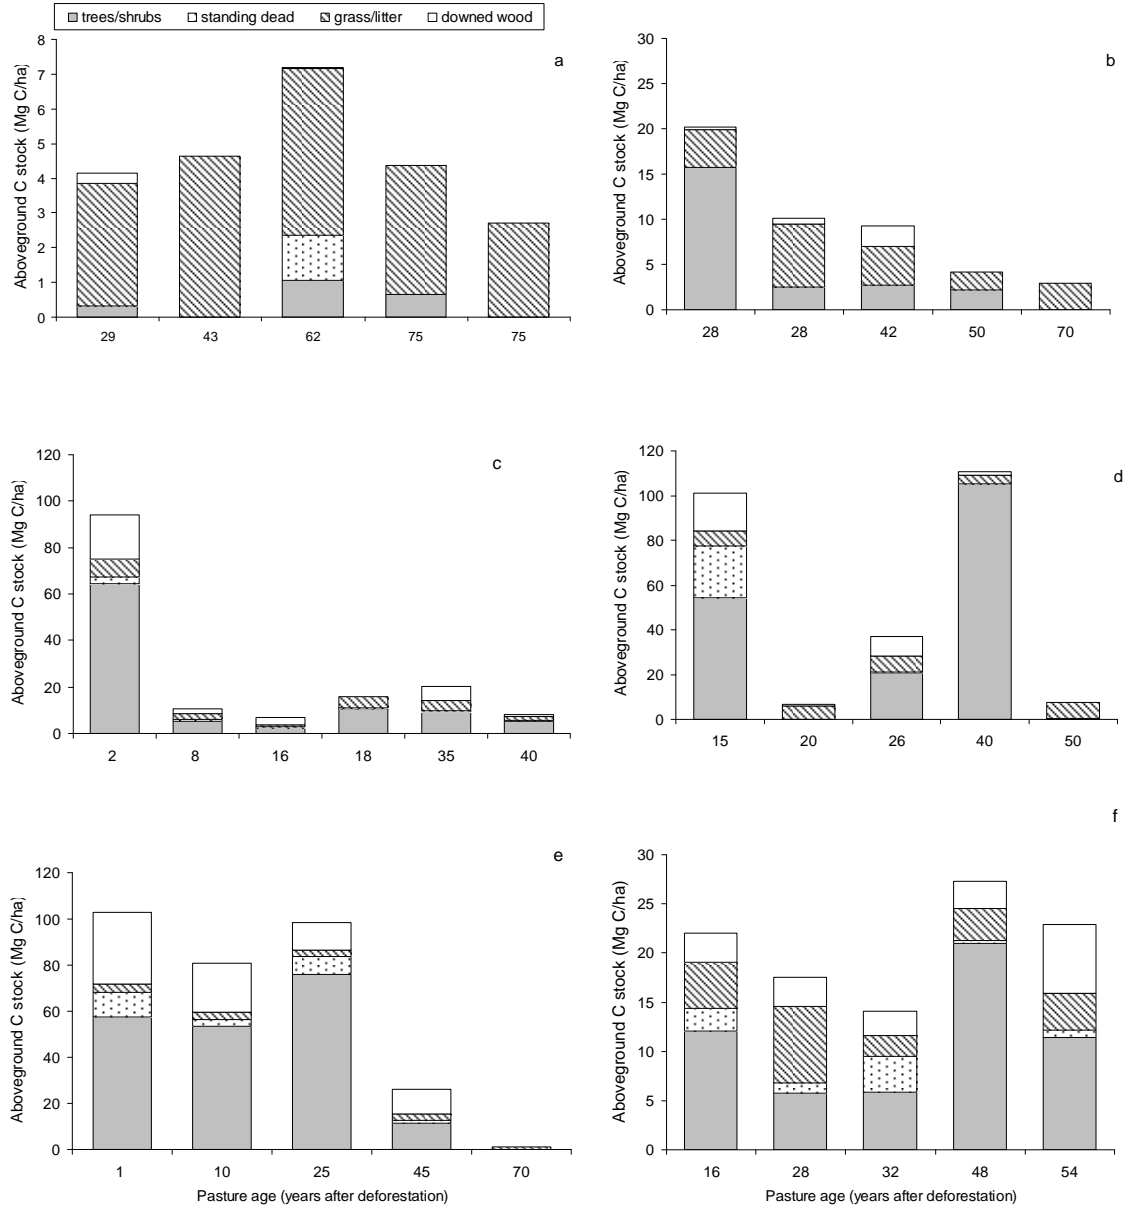 trees/shrubs standing dead grass/litter downed wood
a
Aboveground C stock (Mg C/ha)
8
7
6
5
4
3
2
1
0
29 43 62 75 75
b
Aboveground C stock (Mg C/ha)
30
25
20
15
10
5
0
28 28 42 50 70
c
Aboveground C stock (Mg C/ha)
120
100
80
60
40
20
0
2 8 16 18 35 40
d
Aboveground C stock (Mg C/ha)
120
100
80
60
40
20
0
15 20 26 40 50
e
Aboveground C stock (Mg C/ha)
120
100
80
60
40
20
0
1 10 25 45 70
Pasture age (years after deforestation)
f
Aboveground C stock (Mg C/ha)
30
25
20
15
10
5
0
16 28 32 48 54
Pasture age (years after deforestation)